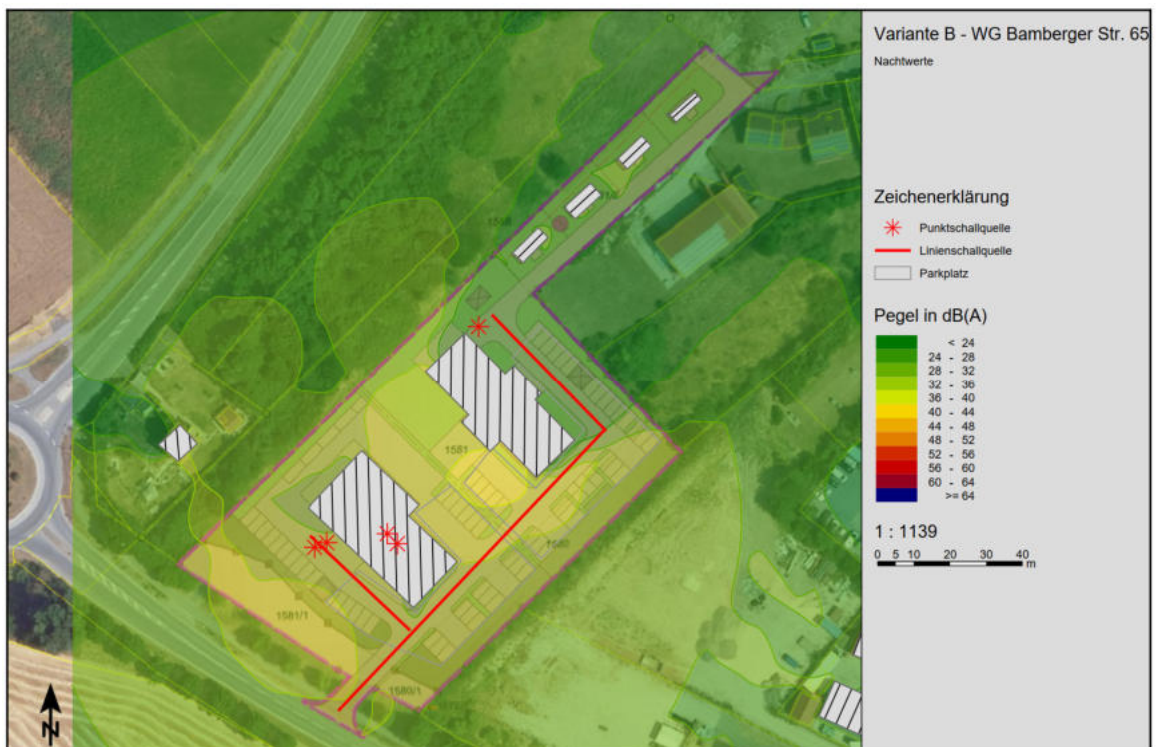 Variante B - WG Bamberger Str. 65
Nachtwerte
Zeichenerklärung
Punktschallquelle
Linienschallquelle
Parkplatz
Pegel in dB(A)
< 24
24 - 28
28 - 32
32 - 36
36 - 40
40 - 44
44 - 48
48 - 52
52 - 56
56 - 60
60 - 64
>= 64
1 : 1139
0 5 10 20 30 40
m
1581
1580
1581/1
1580/1
N